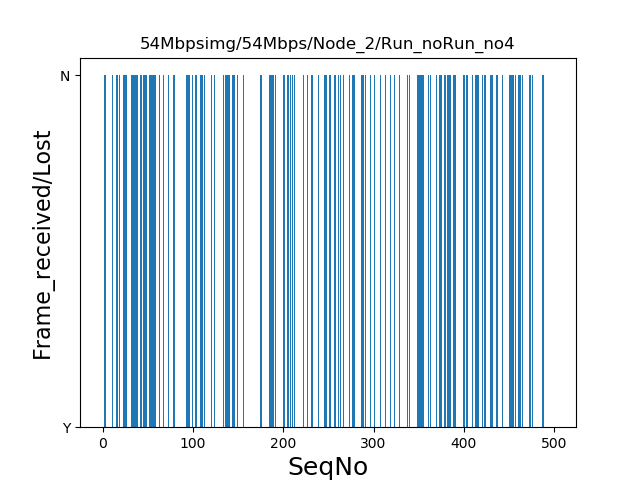 54Mbpsimg/54Mbps/Node_2/Run_noRun_no4
N
Frame_received/Lost
Y
0 100 200 300 400 500
SeqNo